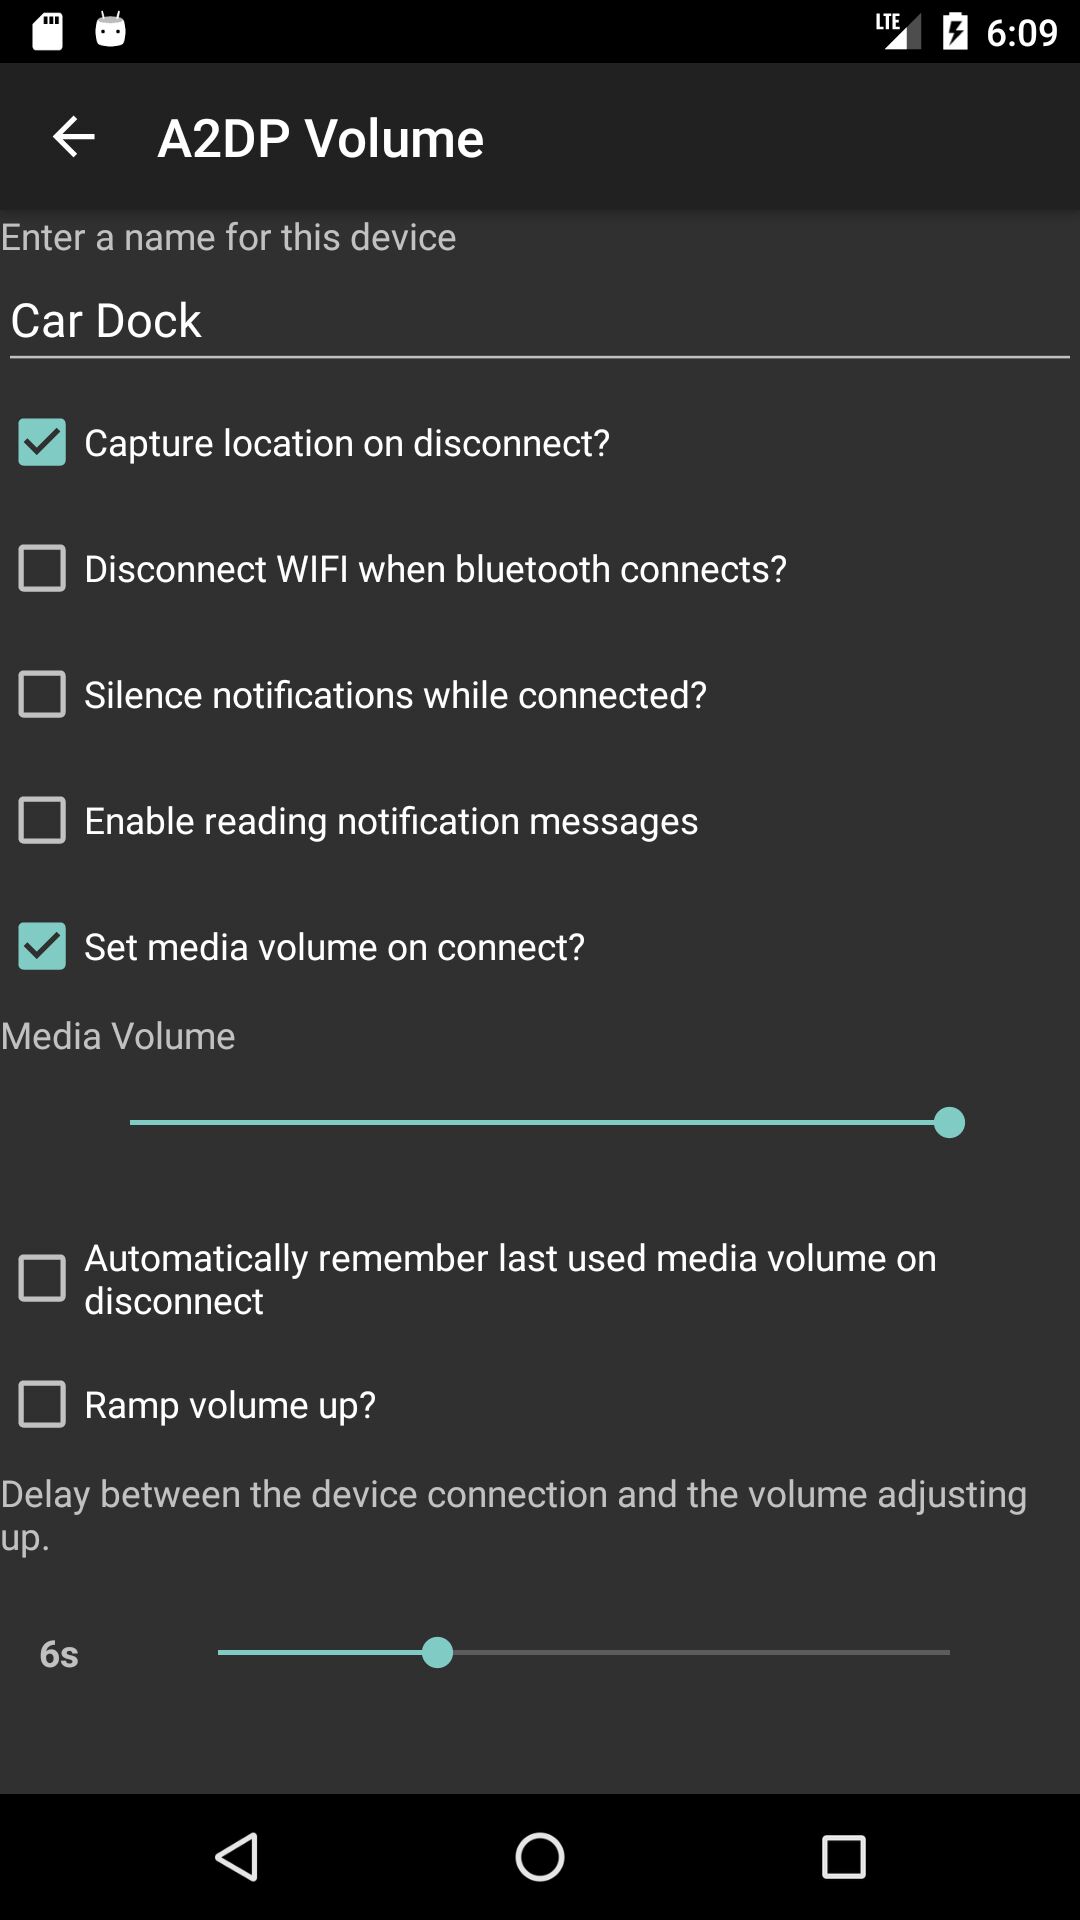 LTE 6:09
A2DP Volume
Enter a name for this device
Car Dock
Capture location on disconnect?
Disconnect WIFI when bluetooth connects?
Silence notifications while connected?
Enable reading notification messages
Set media volume on connect?
Media Volume
Automatically remember last used media volume on
disconnect
Ramp volume up?
Delay between the device connection and the volume adjusting
up.
6s